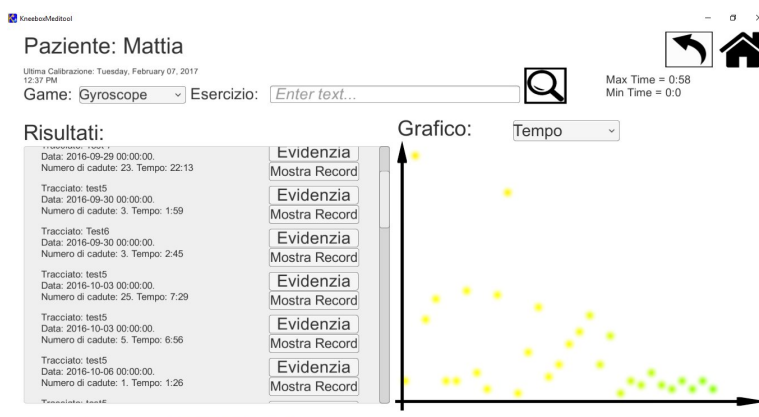 KneeboxMeditool
Paziente: Mattia
Ultima Calibrazione: Tuesday, February 07, 2017
12:37 PM
Max Time = 0:58
Min Time = 0:0
Game: Gyroscope Esercizio: Enter text...
Risultati:
Grafico: Tempo
Data: 2016-09-29 00:00:00.
Numero di cadute: 23. Tempo: 22:13
Evidenzia
Mostra Record
Tracciato: test5
Data: 2016-09-30 00:00:00.
Numero di cadute: 3. Tempo: 1:59
Evidenzia
Mostra Record
Tracciato: Test6
Data: 2016-09-30 00:00:00.
Numero di cadute: 3. Tempo: 2:45
Evidenzia
Mostra Record
Tracciato: test5
Data: 2016-10-03 00:00:00.
Numero di cadute: 25. Tempo: 7:29
Evidenzia
Mostra Record
Tracciato: test5
Data: 2016-10-03 00:00:00.
Numero di cadute: 5. Tempo: 6:56
Evidenzia
Mostra Record
Tracciato: test5
Data: 2016-10-06 00:00:00.
Numero di cadute: 1. Tempo: 1:26
Evidenzia
Mostra Record